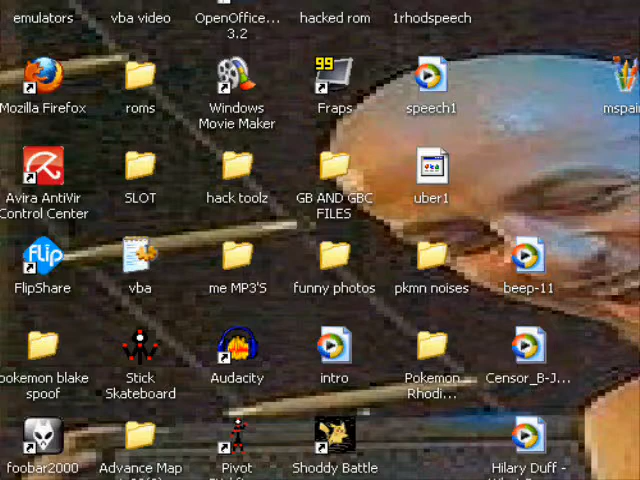 emulators
vba video
OpenOffice...
3.2
hacked rom
1rhodspeech
99
Mozilla Firefox
roms
Windows
Movie Maker
Fraps
speech1
mspai
Avira AntiVir
Control Center
SLOT
hack toolz
GB AND GBC
FILES
uber1
FLIP
FlipShare
vba
me MP3'S
funny photos
pkmn noises
beep-11
pokemon blake
spoof
Stick
Skateboard
Audacity
intro
Pokemon
Rhodi...
Censor_B-J...
foobar2000
Advance Map
Pivot
Shoddy Battle
Hilary Duff -